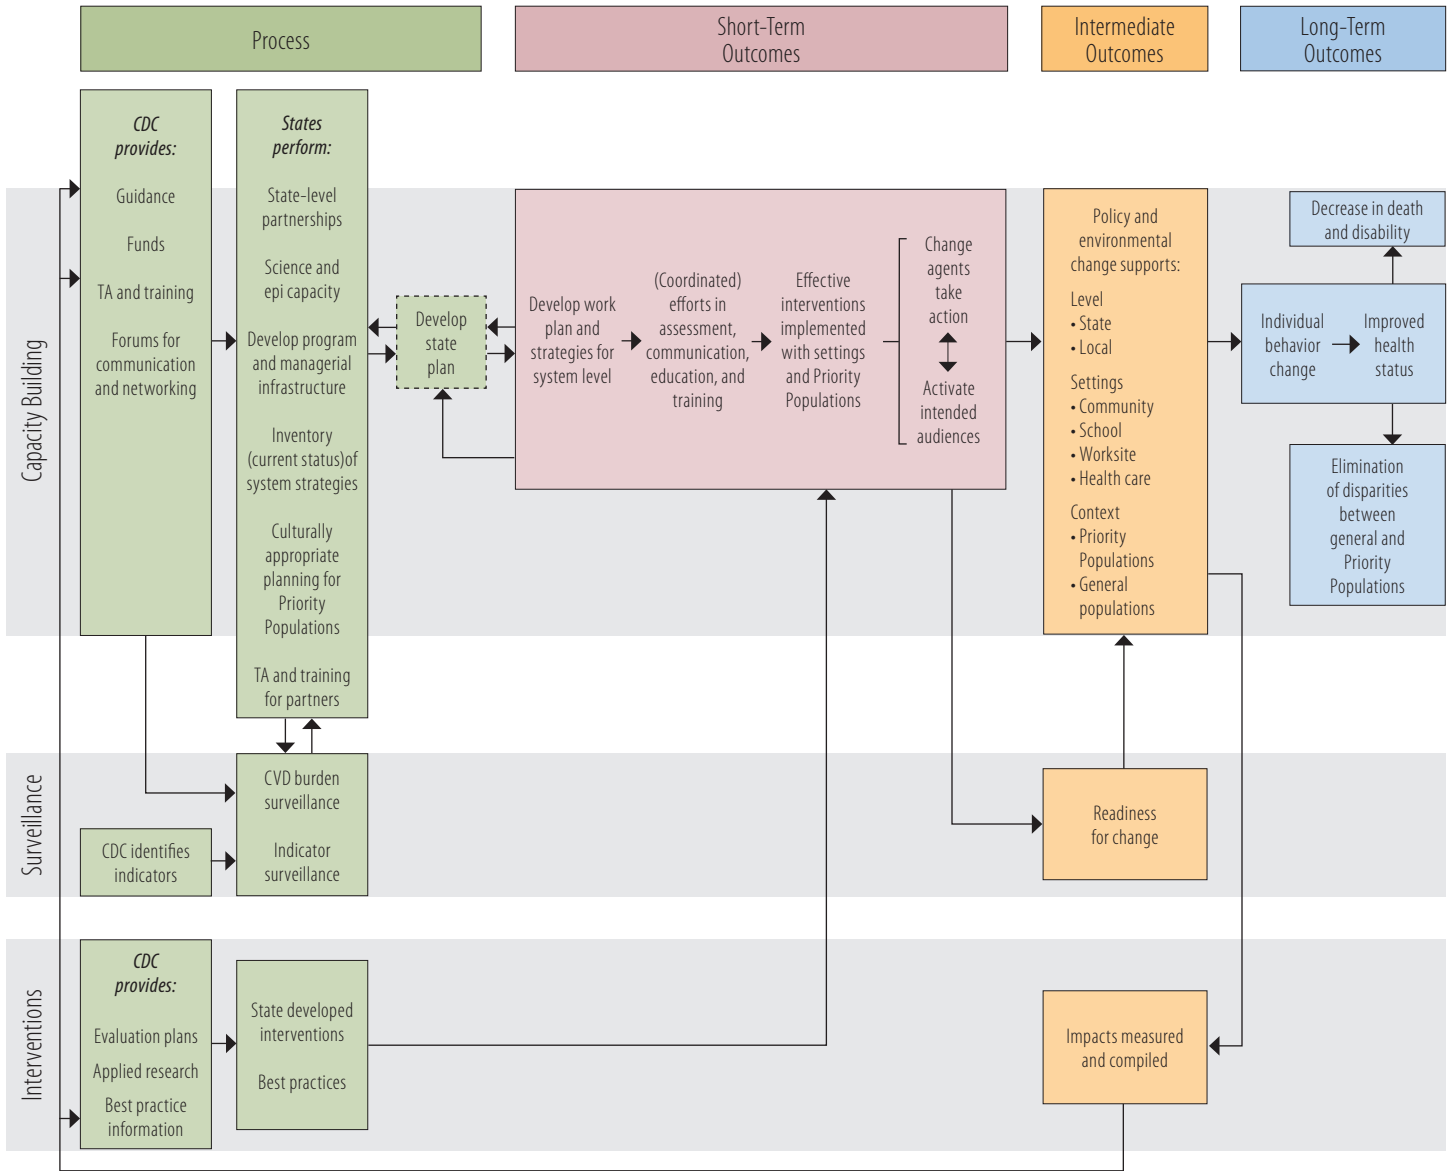 Process
Short-Term
Outcomes
Intermediate
Outcomes
Long-Term
Outcomes
Capacity Building
CDC
provides:
Guidance
Funds
TA and training
Forums for
communication
and networking
States
perform:
State-level
partnerships
Science and
epi capacity
Develop program
and managerial
infrastructure
Inventory
(current status)of
system strategies
Culturally
appropriate
planning for
Priority
Populations
TA and training
for partners
Develop
state
plan
Develop work
plan and
strategies for
system level
(Coordinated)
efforts in
assessment,
communication,
education, and
training
Effective
interventions
implemented
with settings
and Priority
Populations
Change
agents
take
action
Activate
intended
audiences
Policy and
environmental
change supports:
Level
• State
• Local
Settings
• Community
• School
• Worksite
• Health care
Context
• Priority
Populations
• General
populations
Decrease in death
and disability
Individual
behavior
change
Improved
health
status
Elimination
of disparities
between
general and
Priority
Populations
Surveillance
CDC identifies
indicators
CVD burden
surveillance
Indicator
surveillance
Readiness
for change
Interventions
CDC
provides:
Evaluation plans
Applied research
Best practice
information
State developed
interventions
Best practices
Impacts measured
and compiled